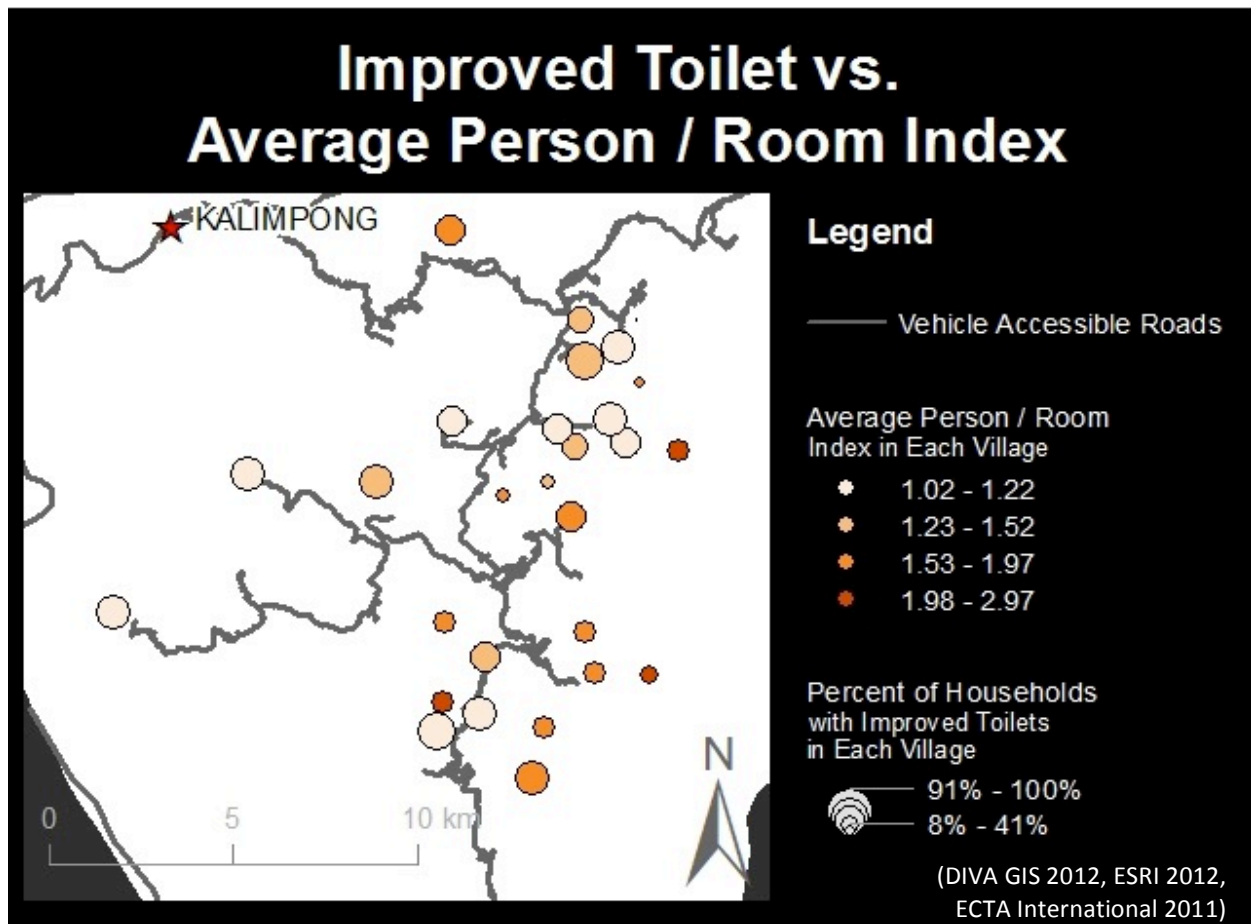 Improved Toilet vs.
Average Person / Room Index
KALIMPONG
0 5 10 km
N
Legend
Vehicle Accessible Roads
Average Person / Room
Index in Each Village
1.02 - 1.22
1.23 - 1.52
1.53 - 1.97
1.98 - 2.97
Percent of Households
with Improved Toilets
in Each Village
91% - 100%
8% - 41%
(DIVA GIS 2012, ESRI 2012,
ECTA International 2011)